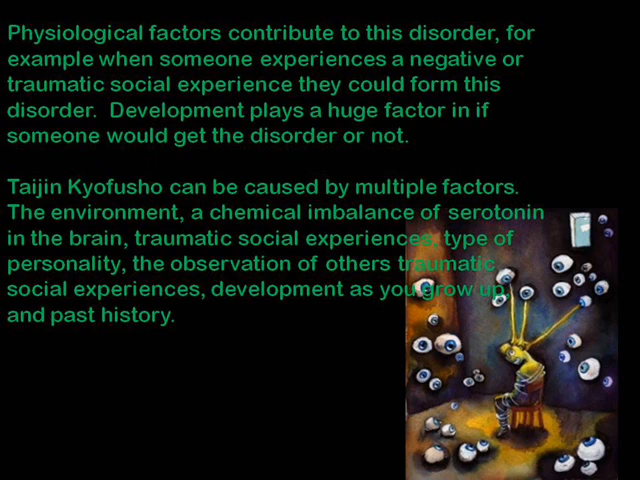 Physiological factors contribute to this disorder, for
example when someone experiences a negative or
traumatic social experience they could form this
disorder.  Development plays a huge factor in if
someone would get the disorder or not.
Taijin Kyofusho can be caused by multiple factors.
The environment, a chemical imbalance of serotonin
in the brain, traumatic social experiences, type of
personality, the observation of others traumatic
social experiences, development as you grow up,
and past history.